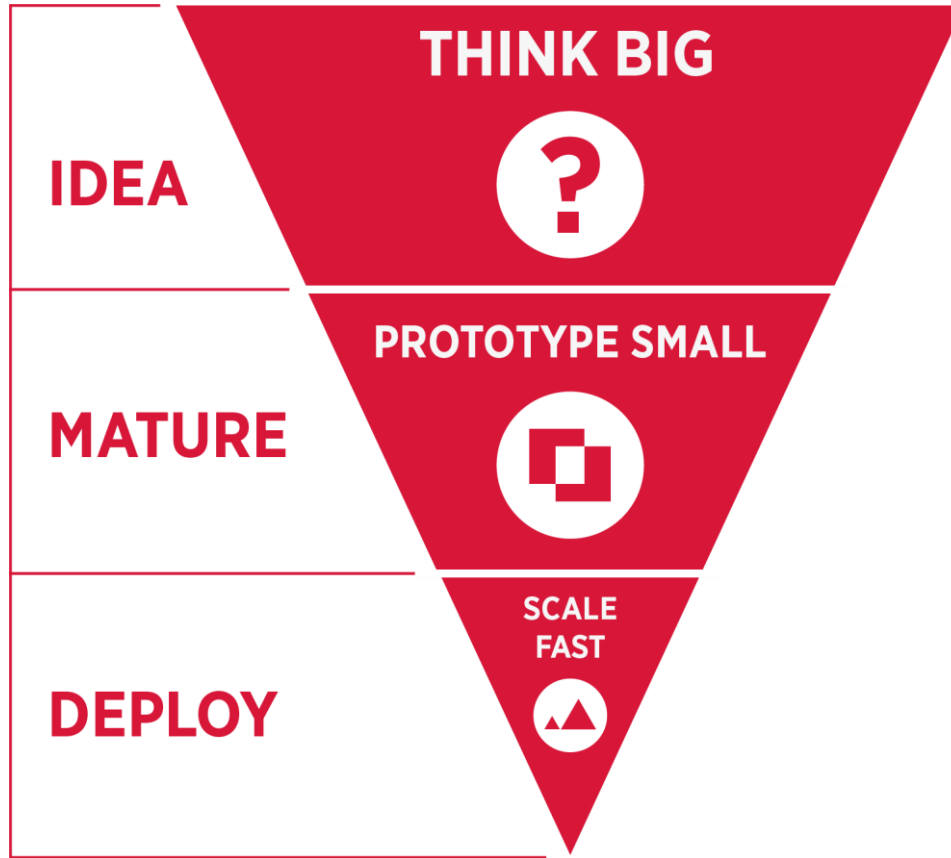 THINK BIG
?
IDEA
PROTOTYPE SMALL
MATURE
SCALE
FAST
DEPLOY